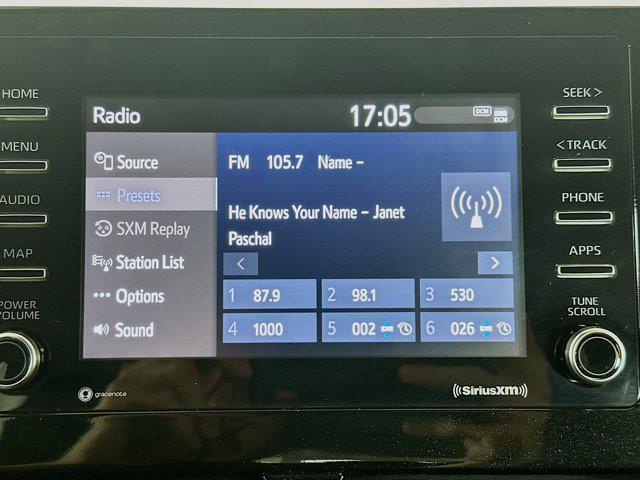 HOME
MENU
AUDIO
MAP
POWER
VOLUME
Radio
17:05
DCM
DCM
Source
Presets
SXM Replay
Station List
Options
Sound
FM 105.7 Name –
He Knows Your Name – Janet
Paschal
<
>
1 87.9
2 98.1
3 530
4 1000
5 002
6 026
SEEK >
< TRACK
PHONE
APPS
TUNE
SCROLL
gracenote
((SiriusXM))